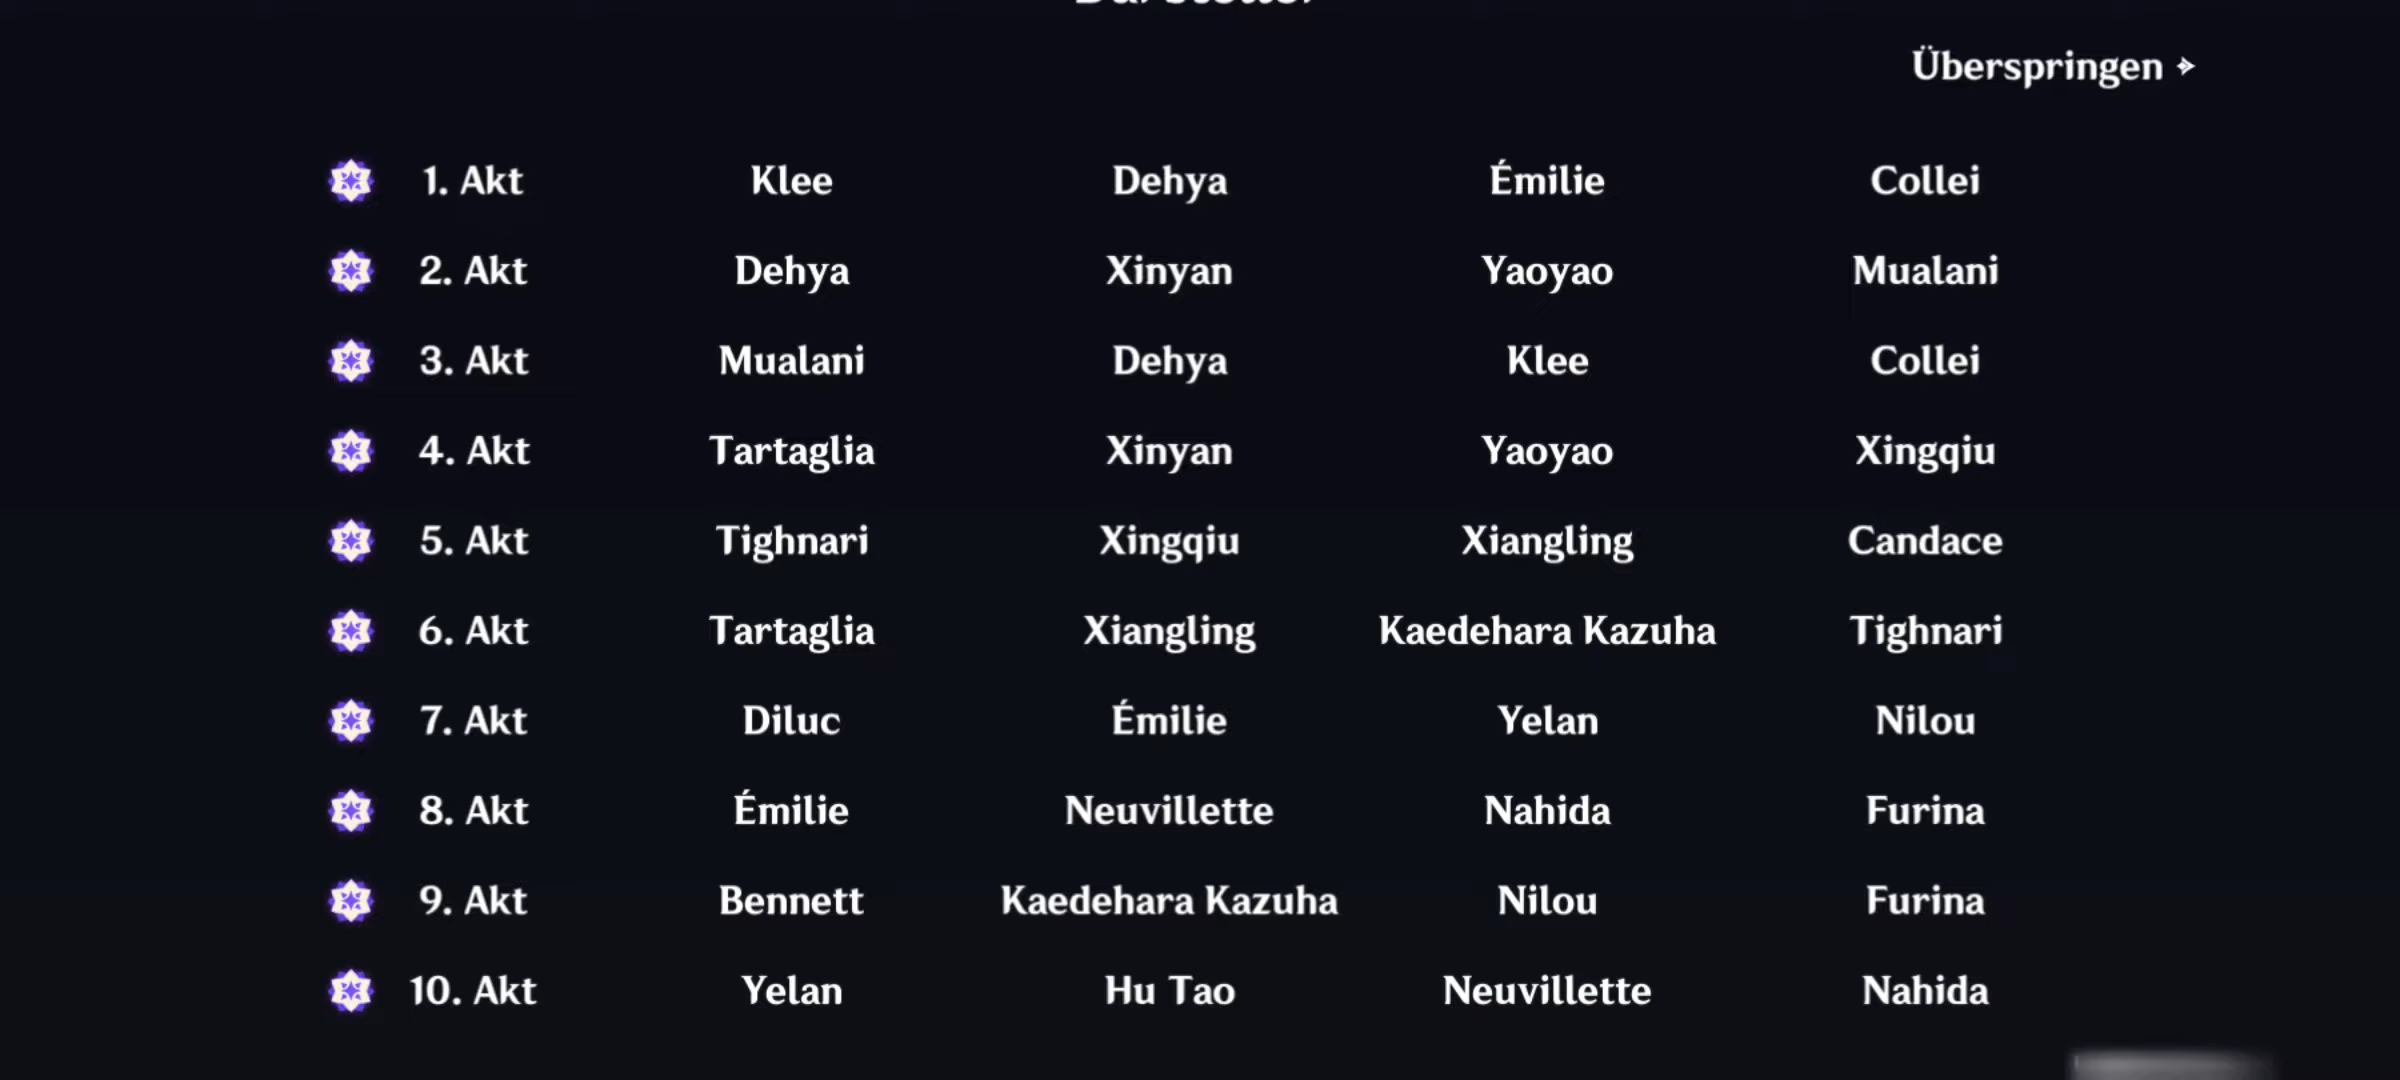 Überspringen
1. Akt Klee Dehya Émilie Collei
2. Akt Dehya Xinyan Yaoyao Mualani
3. Akt Mualani Dehya Klee Collei
4. Akt Tartaglia Xinyan Yaoyao Xingqiu
5. Akt Tighnari Xingqiu Xiangling Candace
6. Akt Tartaglia Xiangling Kaedehara Kazuha Tighnari
7. Akt Diluc Émilie Yelan Nilou
8. Akt Émilie Neuvillette Nahida Furina
9. Akt Bennett Kaedehara Kazuha Nilou Furina
10. Akt Yelan Hu Tao Neuvillette Nahida